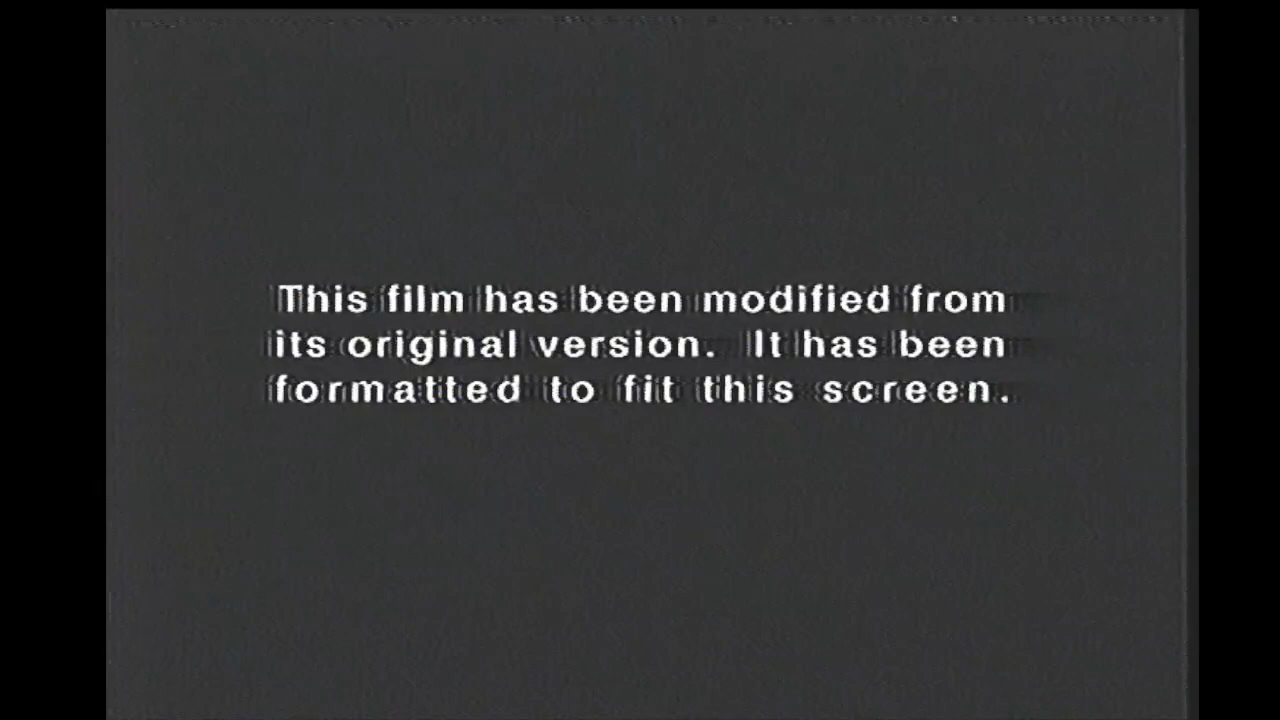 This film has been modified from
its original version.  It has been
formatted to fit this screen.